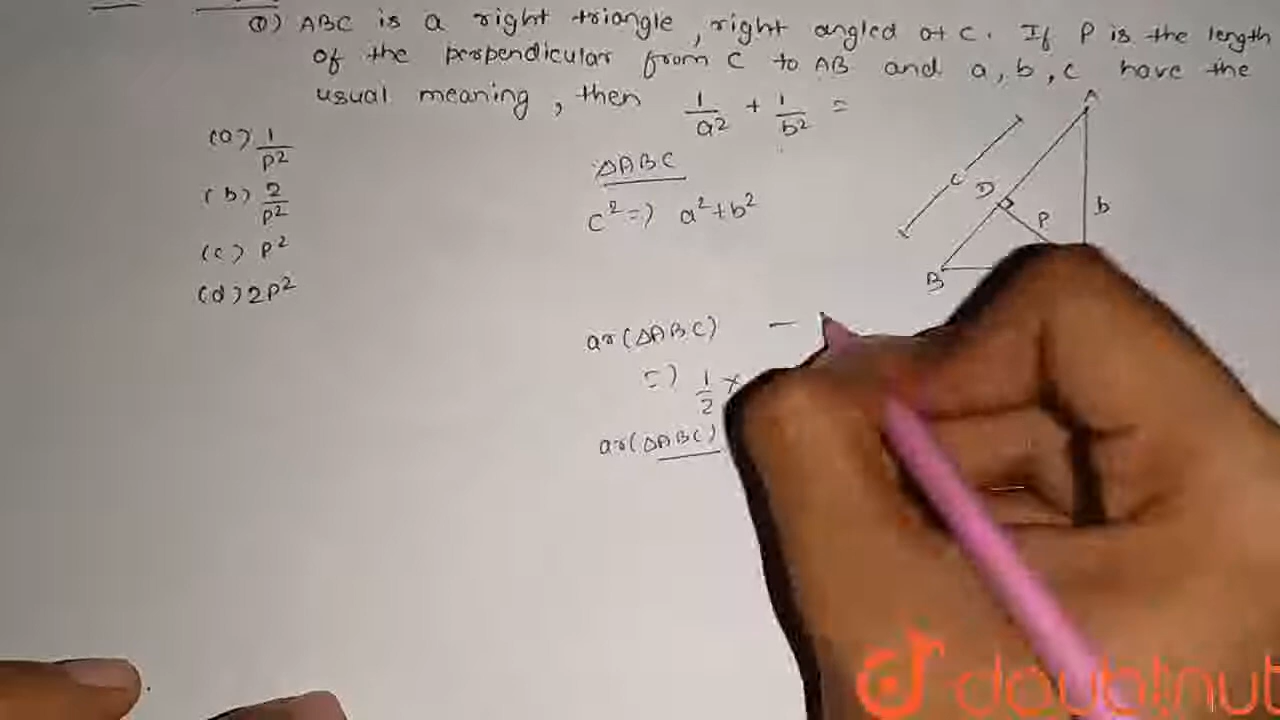 Q) ABC is a right triangle, right angled at C. If P is the length
of the perpendicular from C to AB and a, b, c have the
usual meaning, then 1/a² + 1/b² =
(a) 1/P²
(b) 2/P²
(c) P²
(d) 2P²
ΔABC
c² => a² + b²
ar(ΔABC) —
=> 1/2 ×
ar(ΔABC)
A
c
D
b
P
B
doubtnut